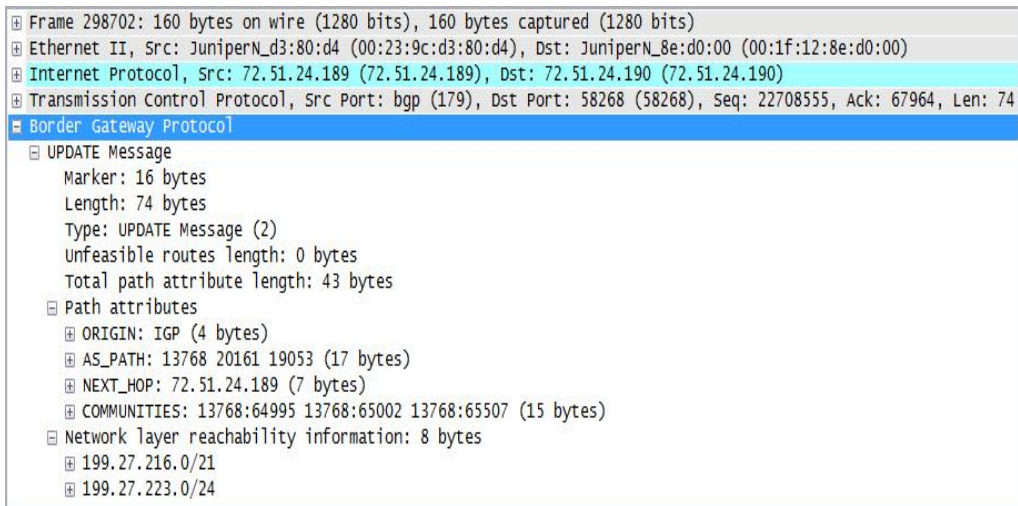 Frame 298702: 160 bytes on wire (1280 bits), 160 bytes captured (1280 bits)
Ethernet II, Src: JuniperN_d3:80:d4 (00:23:9c:d3:80:d4), Dst: JuniperN_8e:d0:00 (00:1f:12:8e:d0:00)
Internet Protocol, Src: 72.51.24.189 (72.51.24.189), Dst: 72.51.24.190 (72.51.24.190)
Transmission Control Protocol, Src Port: bgp (179), Dst Port: 58268 (58268), Seq: 22708555, Ack: 67964, Len: 74
Border Gateway Protocol
UPDATE Message
Marker: 16 bytes
Length: 74 bytes
Type: UPDATE Message (2)
Unfeasible routes length: 0 bytes
Total path attribute length: 43 bytes
Path attributes
ORIGIN: IGP (4 bytes)
AS_PATH: 13768 20161 19053 (17 bytes)
NEXT_HOP: 72.51.24.189 (7 bytes)
COMMUNITIES: 13768:64995 13768:65002 13768:65507 (15 bytes)
Network layer reachability information: 8 bytes
199.27.216.0/21
199.27.223.0/24